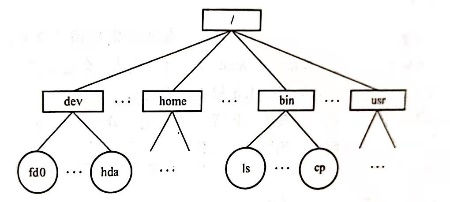 /
dev ... home ... bin ... usr
fd0 ... hda ... ls ... cp ...